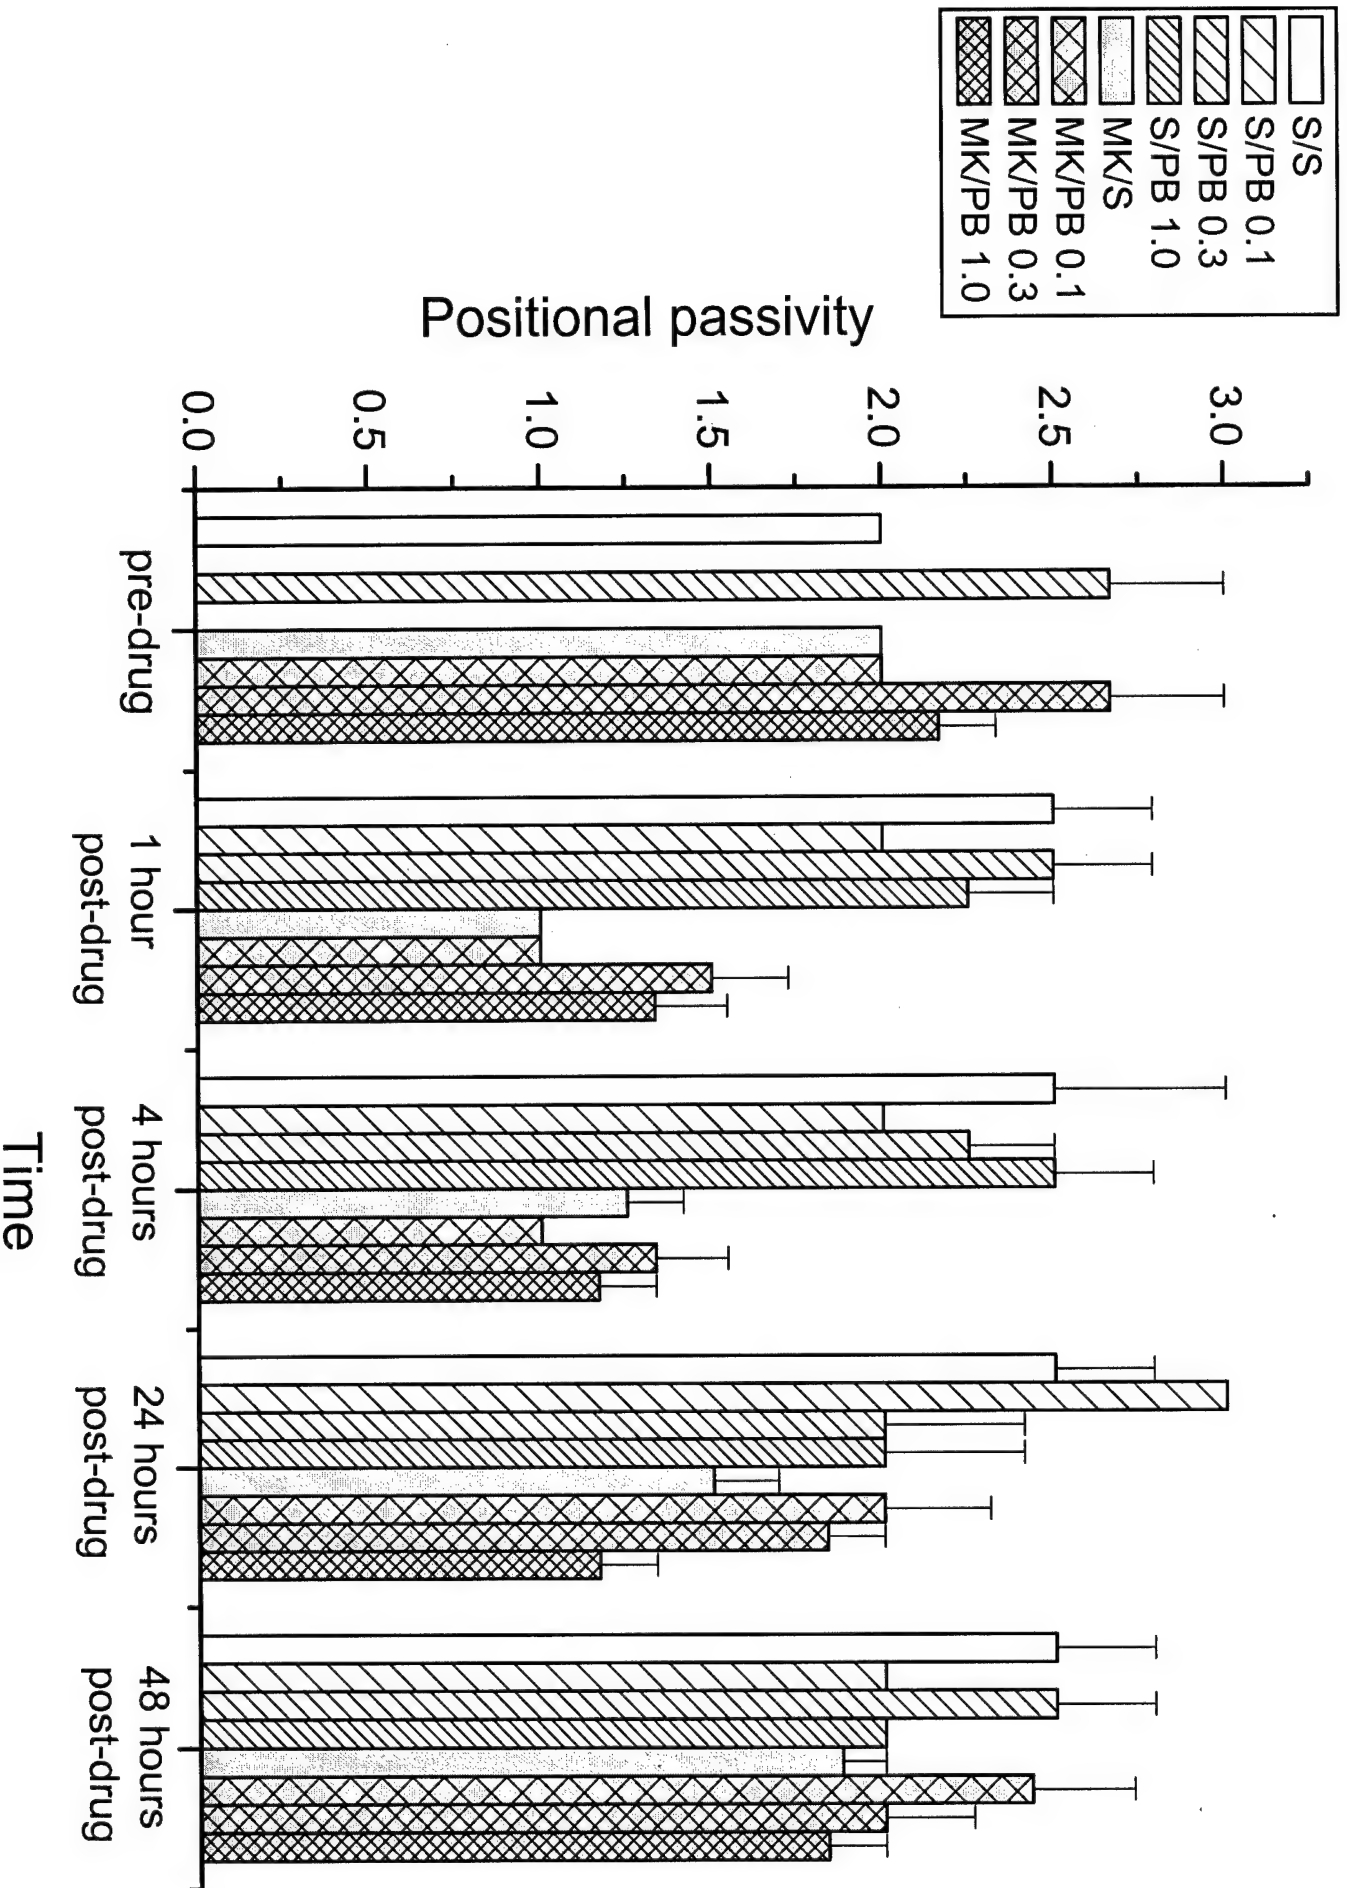 S/S
S/PB 0.1
S/PB 0.3
S/PB 1.0
MK/S
MK/PB 0.1
MK/PB 0.3
MK/PB 1.0
Positional passivity
3.0
2.5
2.0
1.5
1.0
0.5
0.0
pre-drug
1 hour
post-drug
4 hours
post-drug
24 hours
post-drug
48 hours
post-drug
Time